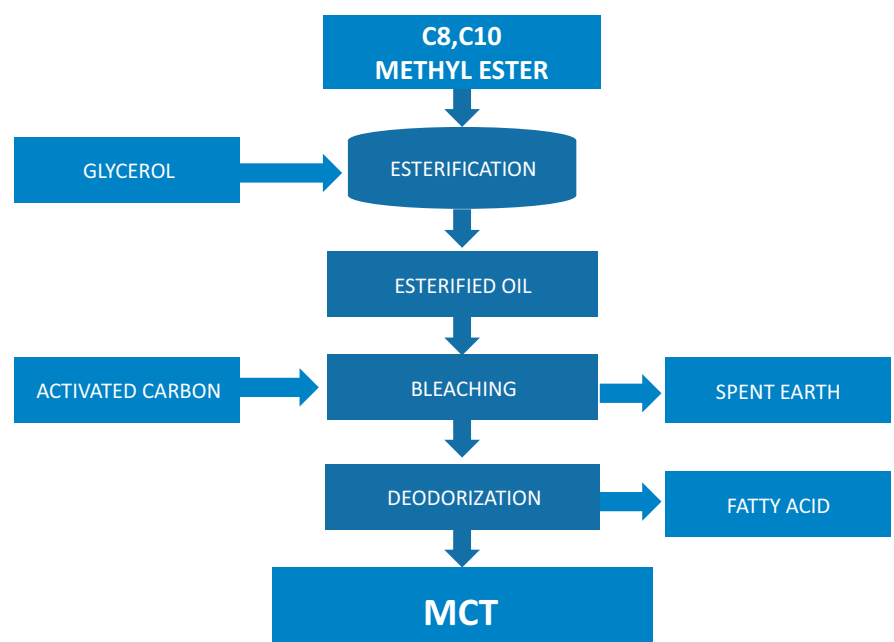 C8,C10
METHYL ESTER
GLYCEROL
ESTERIFICATION
ESTERIFIED OIL
ACTIVATED CARBON
BLEACHING
SPENT EARTH
DEODORIZATION
FATTY ACID
MCT